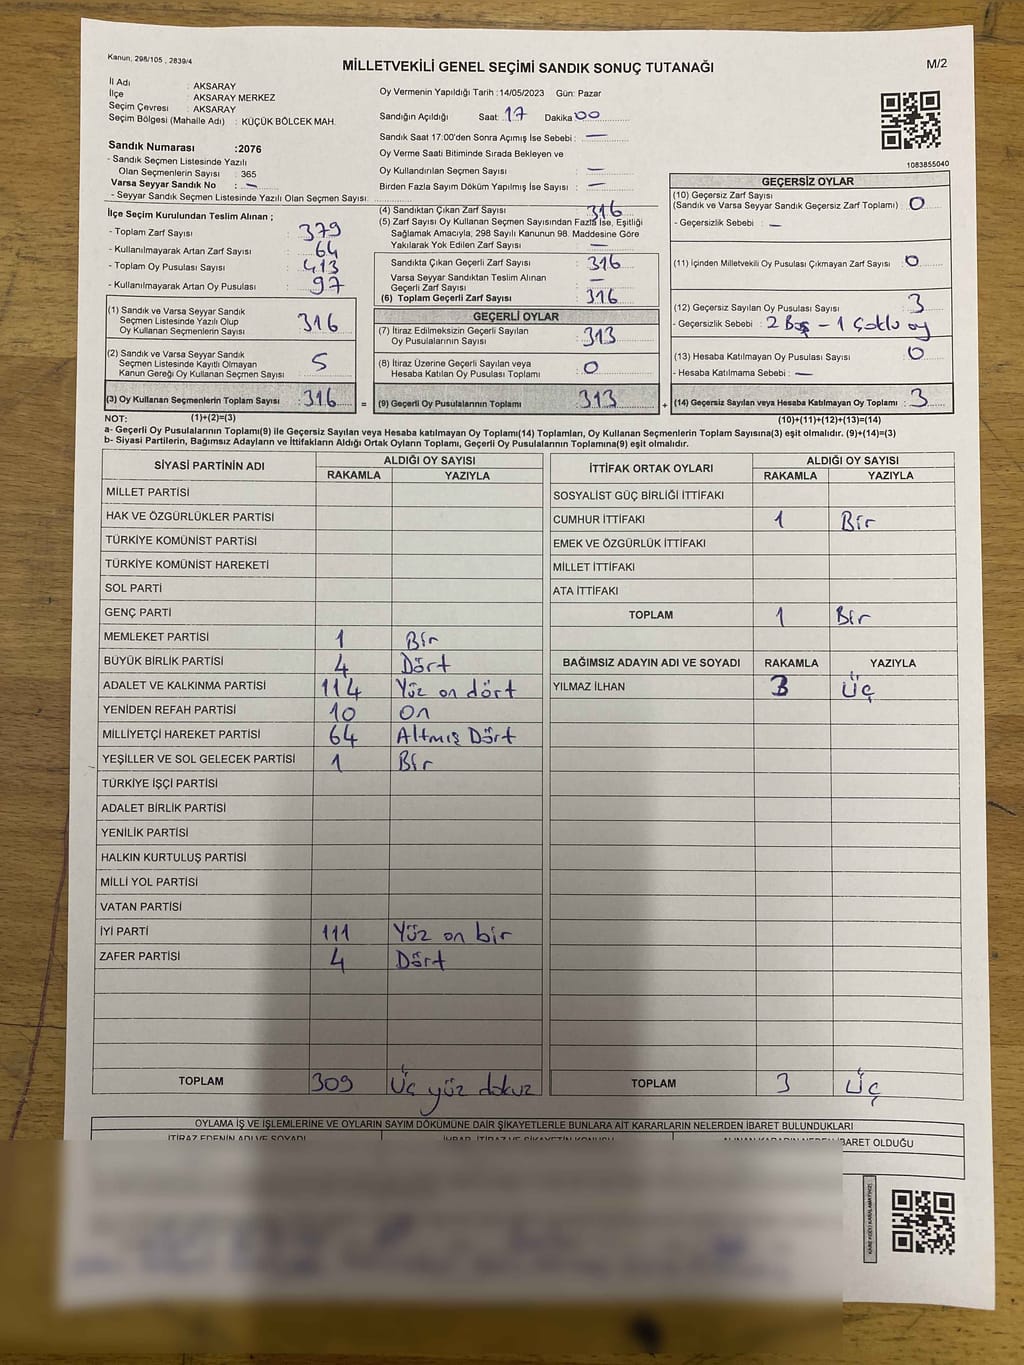 Kanun, 298/105 , 2839/4
MİLLETVEKİLİ GENEL SEÇİMİ SANDIK SONUÇ TUTANAĞI
M/2
İl Adı : AKSARAY
İlçe AKSARAY MERKEZ
Seçim Çevresi : AKSARAY
Seçim Bölgesi (Mahalle Adı) : KÜÇÜK BÖLCEK MAH.
Sandık Numarası :2076
- Sandık Seçmen Listesinde Yazılı
Olan Seçmenlerin Sayısı : 365
Varsa Seyyar Sandık No : —
- Seyyar Sandık Seçmen Listesinde Yazılı Olan Seçmen Sayısı
Oy Vermenin Yapıldığı Tarih :14/05/2023 Gün: Pazar
Sandığın Açıldığı Saat: 17 Dakika 00
Sandık Saat 17:00'den Sonra Açımış İse Sebebi : —
Oy Verme Saati Bitiminde Sırada Bekleyen ve
Oy Kullandırılan Seçmen Sayısı : —
Birden Fazla Sayım Döküm Yapılmış İse Sayısı : —
1083855040
İlçe Seçim Kurulundan Teslim Alınan ;
- Toplam Zarf Sayısı : 379
- Kullanılmayarak Artan Zarf Sayısı : 64
- Toplam Oy Pusulası Sayısı : 413
- Kullanılmayarak Artan Oy Pusulası : 97
(1) Sandık ve Varsa Seyyar Sandık
Seçmen Listesinde Yazılı Olup
Oy Kullanan Seçmenlerin Sayısı 316
(2) Sandık ve Varsa Seyyar Sandık
Seçmen Listesinde Kayıtlı Olmayan
Kanun Gereği Oy Kullanan Seçmen Sayısı : 5
(3) Oy Kullanan Seçmenlerin Toplam Sayısı : 316 =
(4) Sandıktan Çıkan Zarf Sayısı : 316
(5) Zarf Sayısı Oy Kullanan Seçmen Sayısından Fazla İse, Eşitliği
Sağlamak Amacıyla; 298 Sayılı Kanunun 98. Maddesine Göre
Yakılarak Yok Edilen Zarf Sayısı : —
Sandıkta Çıkan Geçerli Zarf Sayısı : 316
Varsa Seyyar Sandıktan Teslim Alınan
Geçerli Zarf Sayısı : —
(6) Toplam Geçerli Zarf Sayısı : 316
GEÇERLİ OYLAR
(7) İtiraz Edilmeksizin Geçerli Sayılan
Oy Pusulalarının Sayısı : 313
(8) İtiraz Üzerine Geçerli Sayılan veya
Hesaba Katılan Oy Pusulası Toplamı : 0
(9) Geçerli Oy Pusulalarının Toplamı : 313 +
GEÇERSİZ OYLAR
(10) Geçersiz Zarf Sayısı
(Sandık ve Varsa Seyyar Sandık Geçersiz Zarf Toplamı) : 0
- Geçersizlik Sebebi : —
(11) İçinden Milletvekili Oy Pusulası Çıkmayan Zarf Sayısı : 0
(12) Geçersiz Sayılan Oy Pusulası Sayısı : 3
- Geçersizlik Sebebi : 2 Boş - 1 Çoklu oy
(13) Hesaba Katılmayan Oy Pusulası Sayısı : 0
- Hesaba Katılmama Sebebi : —
(14) Geçersiz Sayılan veya Hesaba Katılmayan Oy Toplamı : 3
NOT: (1)+(2)=(3) (10)+(11)+(12)+(13)=(14)
a- Geçerli Oy Pusulalarının Toplamı(9) ile Geçersiz Sayılan veya Hesaba katılmayan Oy Toplamı(14) Toplamları, Oy Kullanan Seçmenlerin Toplam Sayısına(3) eşit olmalıdır. (9)+(14)=(3)
b- Siyasi Partilerin, Bağımsız Adayların ve İttifakların Aldığı Ortak Oyların Toplamı, Geçerli Oy Pusulalarının Toplamına(9) eşit olmalıdır.
SİYASİ PARTİNİN ADI ALDIĞI OY SAYISI
RAKAMLA YAZIYLA
MİLLET PARTİSİ
HAK VE ÖZGÜRLÜKLER PARTİSİ
TÜRKİYE KOMÜNİST PARTİSİ
TÜRKİYE KOMÜNİST HAREKETİ
SOL PARTİ
GENÇ PARTİ
MEMLEKET PARTİSİ 1 Bir
BÜYÜK BİRLİK PARTİSİ 4 Dört
ADALET VE KALKINMA PARTİSİ 114 Yüz on dört
YENİDEN REFAH PARTİSİ 10 On
MİLLİYETÇİ HAREKET PARTİSİ 64 Altmış Dört
YEŞİLLER VE SOL GELECEK PARTİSİ 1 Bir
TÜRKİYE İŞÇİ PARTİSİ
ADALET BİRLİK PARTİSİ
YENİLİK PARTİSİ
HALKIN KURTULUŞ PARTİSİ
MİLLİ YOL PARTİSİ
VATAN PARTİSİ
İYİ PARTİ 111 Yüz on bir
ZAFER PARTİSİ 4 Dört
TOPLAM 309 Üç yüz dokuz
İTTİFAK ORTAK OYLARI ALDIĞI OY SAYISI
RAKAMLA YAZIYLA
SOSYALİST GÜÇ BİRLİĞİ İTTİFAKI
CUMHUR İTTİFAKI 1 Bir
EMEK VE ÖZGÜRLÜK İTTİFAKI
MİLLET İTTİFAKI
ATA İTTİFAKI
TOPLAM 1 Bir
BAĞIMSIZ ADAYIN ADI VE SOYADI RAKAMLA YAZIYLA
YILMAZ İLHAN 3 Üç
TOPLAM 3 Üç
OYLAMA İŞ VE İŞLEMLERİNE VE OYLARIN SAYIM DÖKÜMÜNE DAİR ŞİKAYETLERLE BUNLARA AİT KARARLARIN NELERDEN İBARET BULUNDUKLARI
İTİRAZ EDENİN ADI VE SOYADI
İBARET OLDUĞU